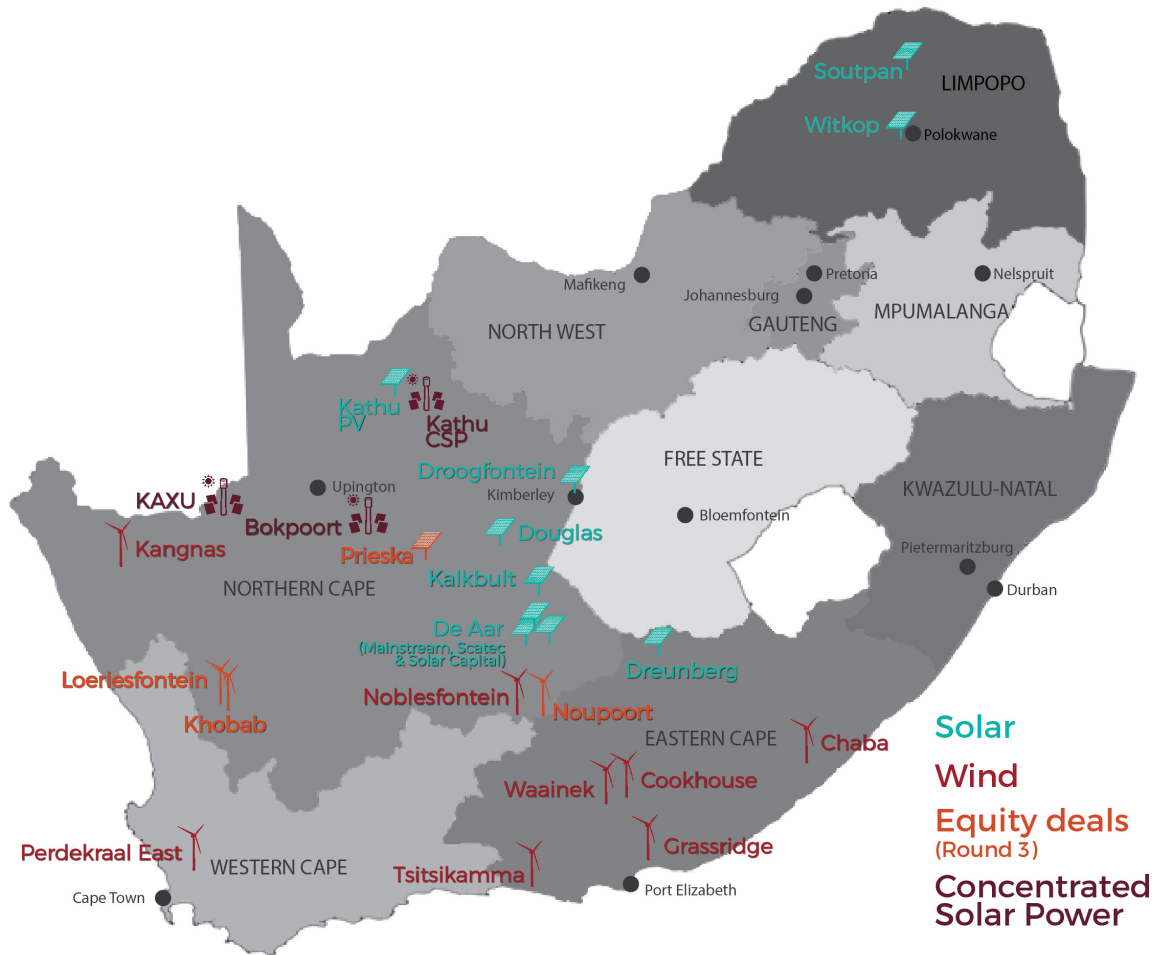 Soutpan
LIMPOPO
Witkop
Polokwane
Mafikeng
Pretoria
Nelspruit
Johannesburg
GAUTENG
MPUMALANGA
NORTH WEST
Kathu
PV
Kathu
CSP
Droogfontein
FREE STATE
KAXU
Upington
Kimberley
KWAZULU-NATAL
Bokpoort
Bloemfontein
Kangnas
Prieska
Douglas
Pietermaritzburg
NORTHERN CAPE
Kalkbult
Durban
De Aar
(Mainstream, Scatec
& Solar Capital)
Dreunberg
Loeriesfontein
Khobab
Noblesfontein
Noupoort
EASTERN CAPE
Chaba
Waainek
Cookhouse
Perdekraal East
WESTERN CAPE
Grassridge
Tsitsikamma
Cape Town
Port Elizabeth
Solar
Wind
Equity deals
(Round 3)
Concentrated
Solar Power